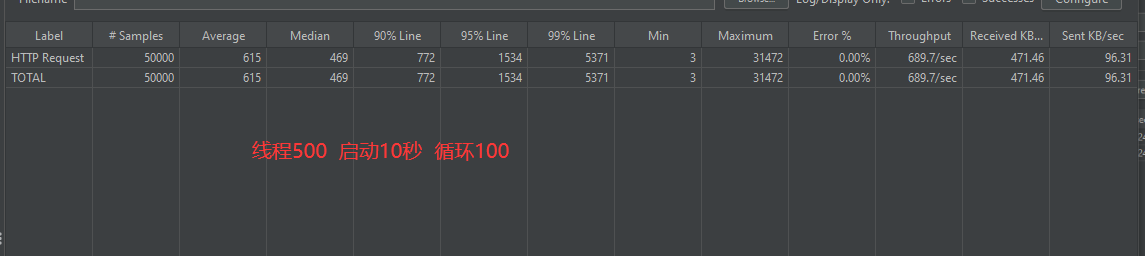 Filename Browse... Log/Display Only: Errors Successes Configure
Label # Samples Average Median 90% Line 95% Line 99% Line Min Maximum Error % Throughput Received KB... Sent KB/sec
HTTP Request 50000 615 469 772 1534 5371 3 31472 0.00% 689.7/sec 471.46 96.31
TOTAL 50000 615 469 772 1534 5371 3 31472 0.00% 689.7/sec 471.46 96.31
线程500 启动10秒 循环100